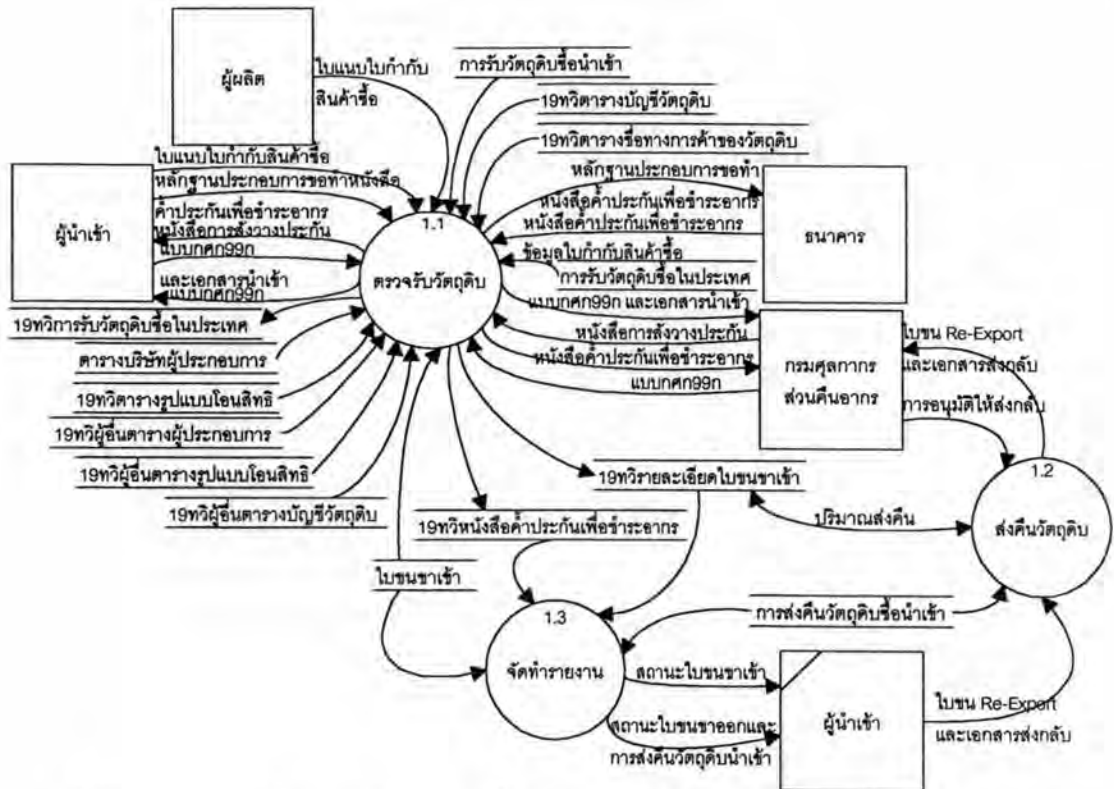 ผู้ผลิต
ใบแนบใบกำกับ
สินค้าซื้อ
การรับวัตถุดิบซื้อนำเข้า
19ทวิตารางบัญชีวัตถุดิบ
19ทวิตารางชื่อทางการค้าของวัตถุดิบ
ผู้นำเข้า
ใบแนบใบกำกับสินค้าซื้อ
หลักฐานประกอบการขอทำหนังสือ
ค้ำประกันเพื่อชำระอากร
หนังสือการสั่งวางประกัน
แบบกศก99ก
และเอกสารนำเข้า
แบบกศก99ก
1.1
ตรวจรับวัตถุดิบ
หลักฐานประกอบการขอทำ
หนังสือค้ำประกันเพื่อชำระอากร
หนังสือค้ำประกันเพื่อชำระอากร
ธนาคาร
ข้อมูลใบกำกับสินค้าซื้อ
การรับวัตถุดิบซื้อในประเทศ
แบบกศก99ก และเอกสารนำเข้า
หนังสือการสั่งวางประกัน
หนังสือค้ำประกันเพื่อชำระอากร
แบบกศก99ก
กรมศุลกากร
ส่วนคืนอากร
ใบขน Re-Export
และเอกสารส่งกลับ
การอนุมัติให้ส่งกลับ
19ทวิการรับวัตถุดิบซื้อในประเทศ
ตารางบริษัทผู้ประกอบการ
19ทวิตารางรูปแบบโอนสิทธิ
19ทวิผู้อื่นตารางผู้ประกอบการ
19ทวิผู้อื่นตารางรูปแบบโอนสิทธิ
19ทวิผู้อื่นตารางบัญชีวัตถุดิบ
19ทวิรายละเอียดใบขนขาเข้า
19ทวิหนังสือค้ำประกันเพื่อชำระอากร
ปริมาณส่งคืน
1.2
ส่งคืนวัตถุดิบ
ใบขนขาเข้า
การส่งคืนวัตถุดิบซื้อนำเข้า
1.3
จัดทำรายงาน
สถานะใบขนขาเข้า
สถานะใบขนขาออกและ
การส่งคืนวัตถุดิบนำเข้า
ผู้นำเข้า
ใบขน Re-Export
และเอกสารส่งกลับ